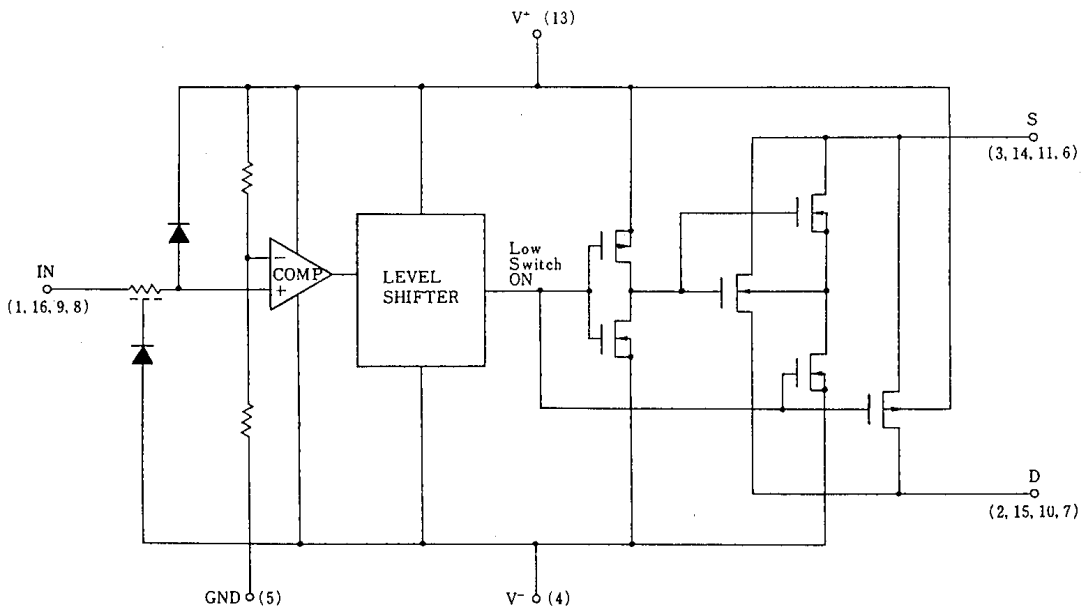 V+ (13)
S
(3, 14, 11, 6)
Low
Switch
ON
IN
(1, 16, 9, 8)
−
COMP
+
LEVEL
SHIFTER
D
(2, 15, 10, 7)
GND (5)
V− (4)